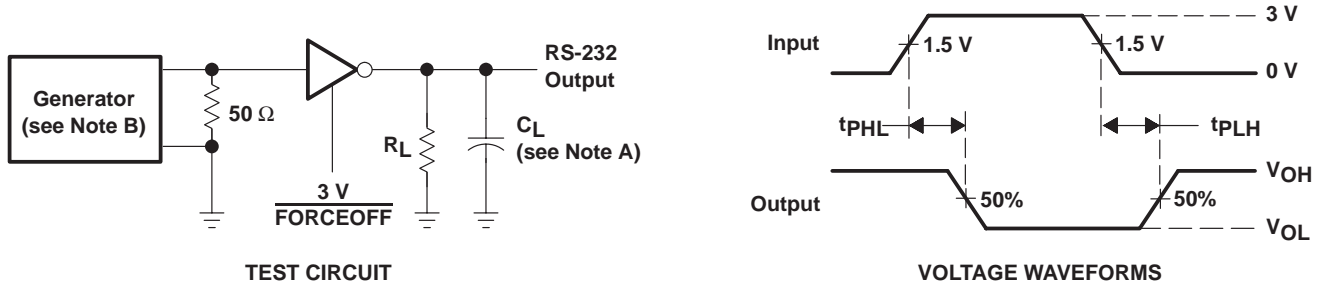 Generator
(see Note B)
50 Ω
3 V
FORCEOFF
RL
CL
(see Note A)
RS-232
Output
TEST CIRCUIT
Input
1.5 V
1.5 V
3 V
0 V
tPHL
tPLH
Output
50%
50%
VOH
VOL
VOLTAGE WAVEFORMS